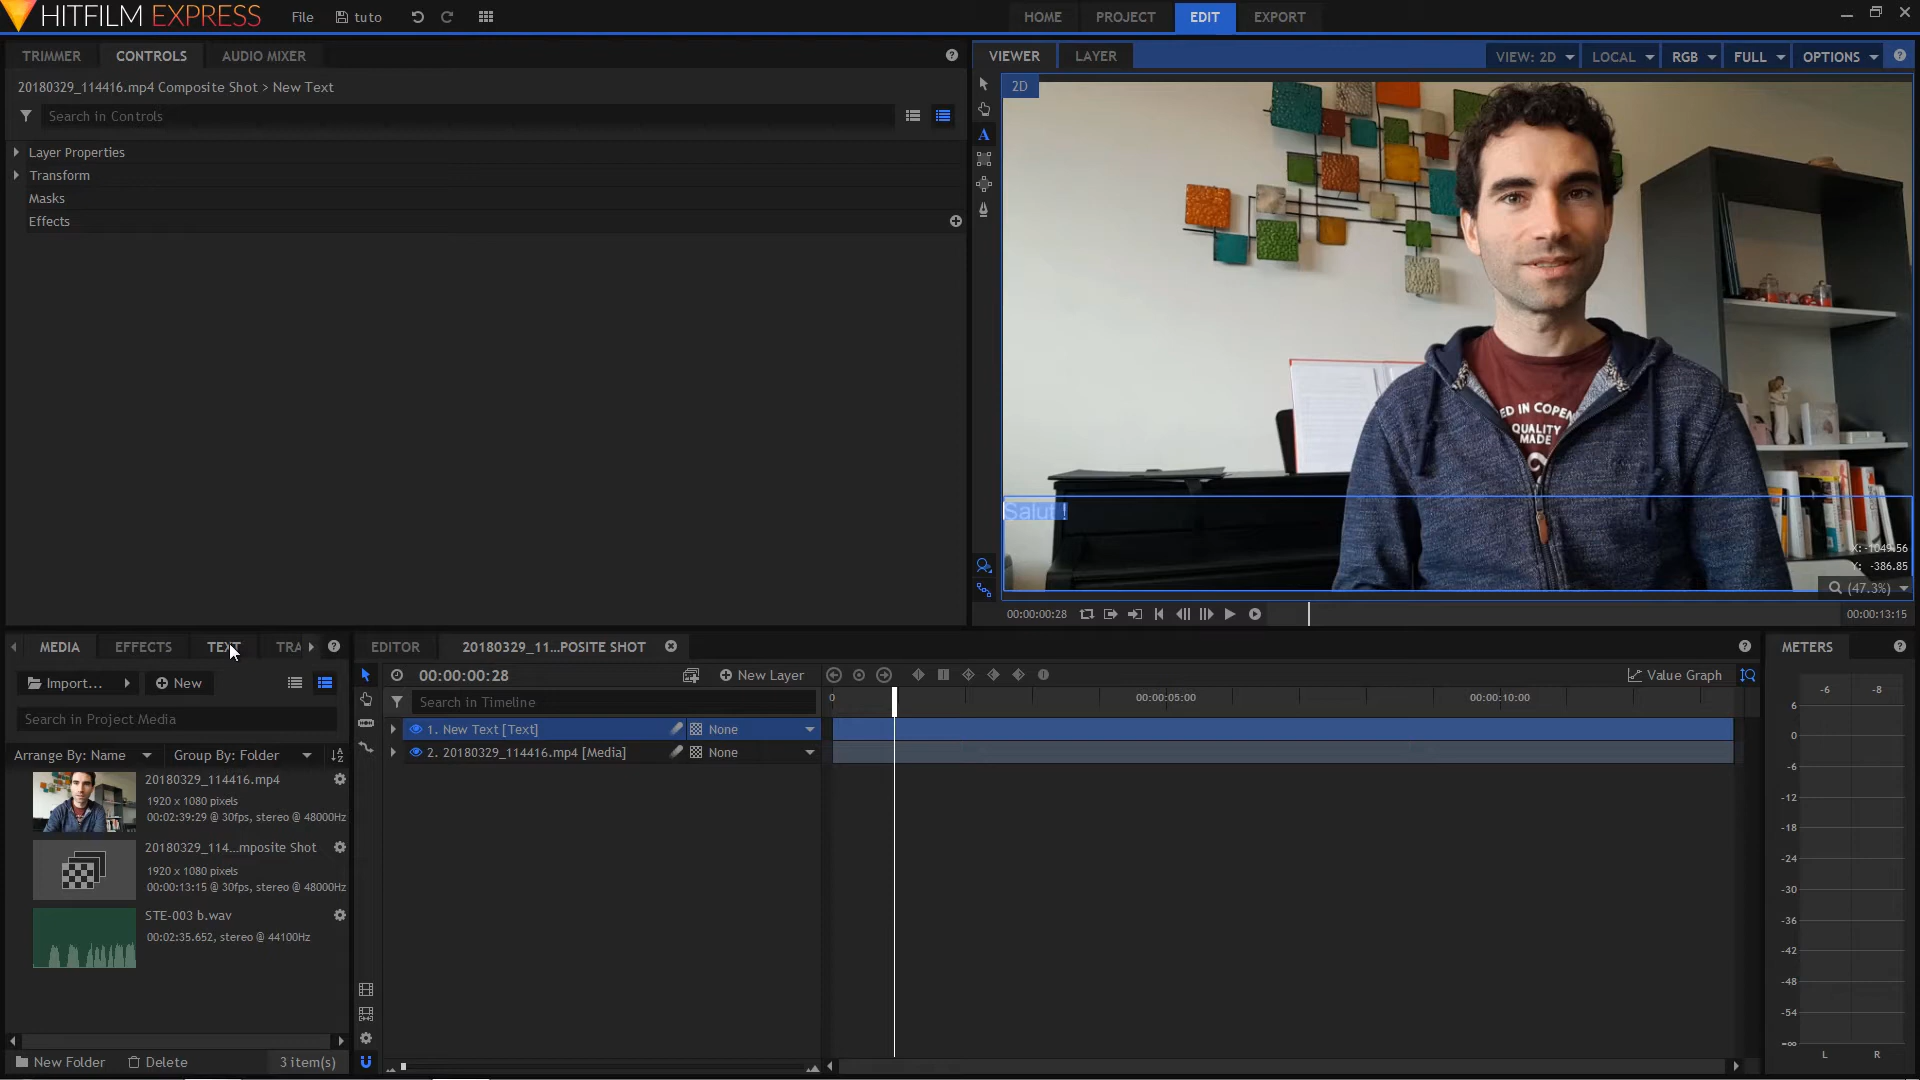 HITFILM EXPRESS
File
tuto
HOME
PROJECT
EDIT
EXPORT
TRIMMER
CONTROLS
AUDIO MIXER
20180329_114416.mp4 Composite Shot > New Text
Search in Controls
Layer Properties
Transform
Masks
Effects
VIEWER
LAYER
VIEW: 2D
LOCAL
RGB
FULL
OPTIONS
2D
ED IN COPEN
QUALITY
MADE
Salut !
X: -1049.56
Y: -386.85
(47.3%)
00:00:00:28
00:00:13:15
MEDIA
EFFECTS
TEXT
TRA
Import...
New
Search in Project Media
Arrange By: Name
Group By: Folder
20180329_114416.mp4
1920 x 1080 pixels
00:02:39:29 @ 30fps, stereo @ 48000Hz
20180329_114...mposite Shot
1920 x 1080 pixels
00:00:13:15 @ 30fps, stereo @ 48000Hz
STE-003 b.wav
00:02:35.652, stereo @ 44100Hz
New Folder
Delete
3 item(s)
EDITOR
20180329_11...POSITE SHOT
00:00:00:28
New Layer
Value Graph
Search in Timeline
0
00:00:05:00
00:00:10:00
1. New Text [Text]
None
2. 20180329_114416.mp4 [Media]
None
METERS
-6
-8
6
0
-6
-12
-18
-24
-30
-36
-42
-48
-54
-∞
L
R